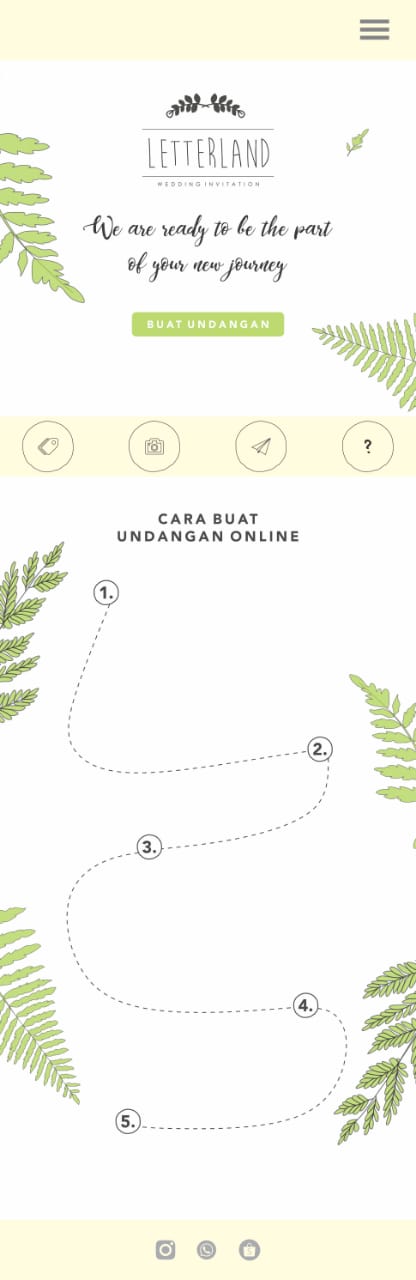 LETTERLAND
WEDDING INVITATION
We are ready to be the part
of your new journey
BUAT UNDANGAN
?
CARA BUAT
UNDANGAN ONLINE
1.
2.
3.
4.
5.